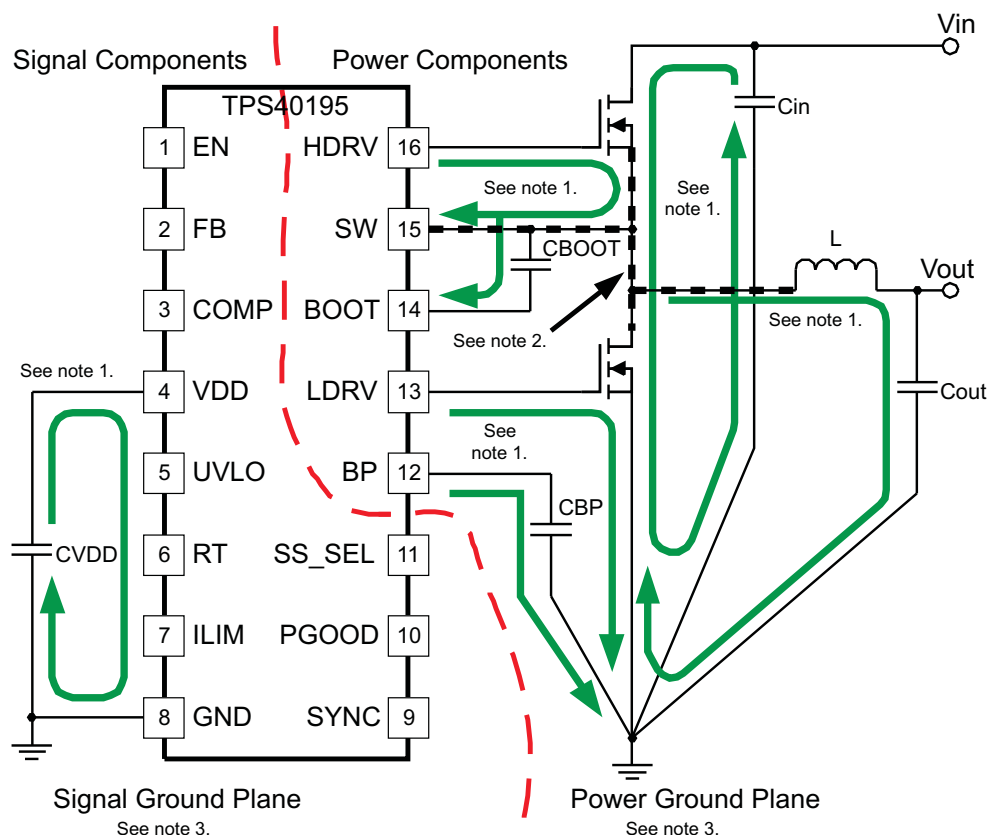 Vin
Signal Components
Power Components
TPS40195
Cin
1
EN
HDRV
16
See note 1.
See
note 1.
2
FB
SW
15
CBOOT
L
Vout
3
COMP
BOOT
14
See note 1.
See note 2.
See note 1.
4
VDD
LDRV
13
Cout
See
note 1.
5
UVLO
BP
12
CBP
CVDD
6
RT
SS_SEL
11
7
ILIM
PGOOD
10
8
GND
SYNC
9
Signal Ground Plane
See note 3.
Power Ground Plane
See note 3.